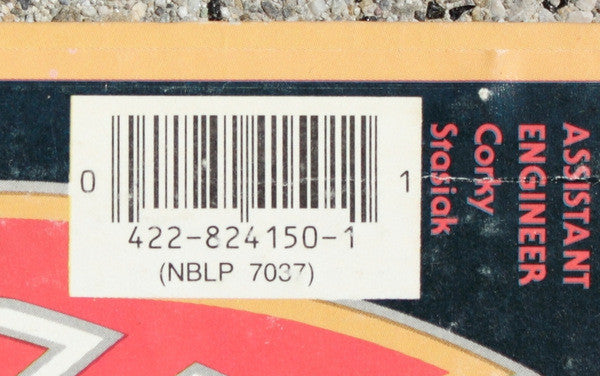 0 1
422-824150-1
(NBLP 7037)
ASSISTANT
ENGINEER
Corky
Stasiak